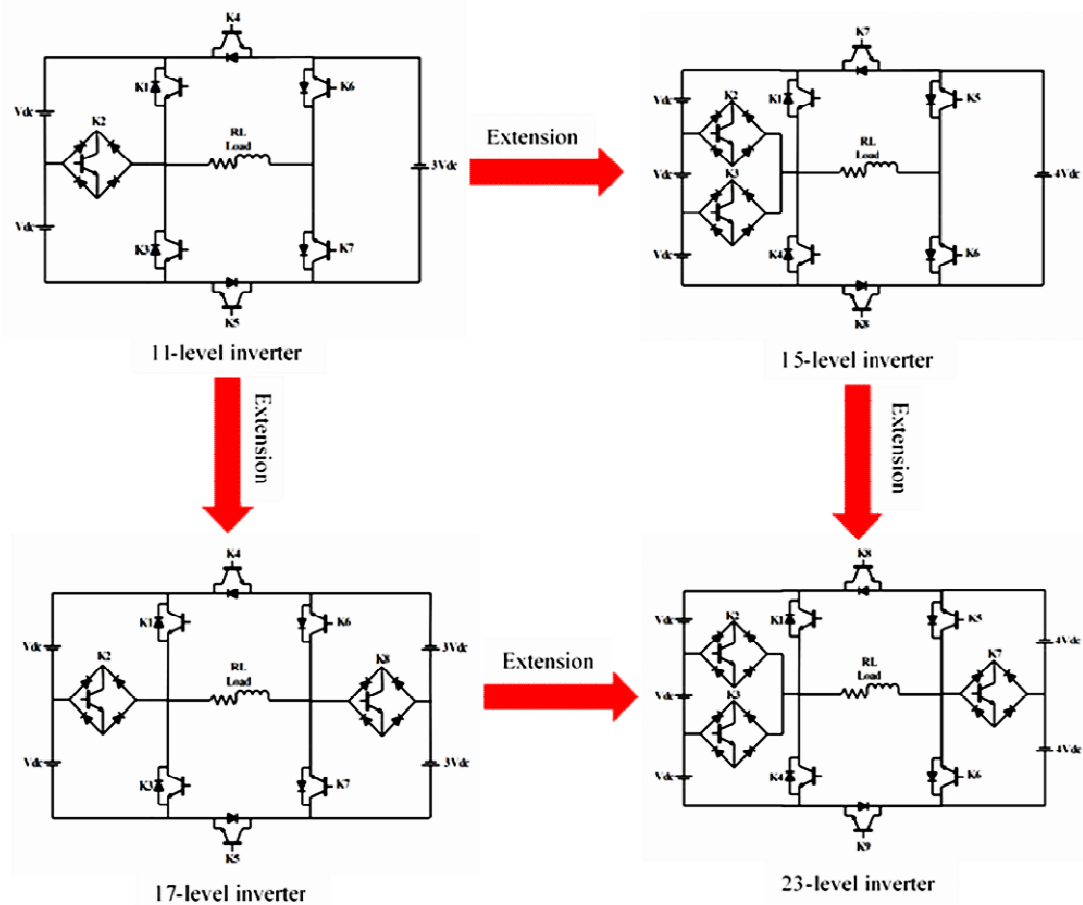 K4
K1
K6
Vdc
K2
RL
Load
3Vdc
Vdc
K3
K7
K5
11-level inverter
Extension
K7
K1
K5
Vdc
K2
RL
Load
Vdc
K3
4Vdc
Vdc
K4
K6
K8
15-level inverter
Extension
Extension
K4
K1
K6
Vdc
K2
RL
Load
K8
3Vdc
Vdc
K3
K7
3Vdc
K5
17-level inverter
Extension
K8
K1
K5
Vdc
K2
RL
Load
K7
4Vdc
Vdc
K3
4Vdc
Vdc
K4
K6
K9
23-level inverter